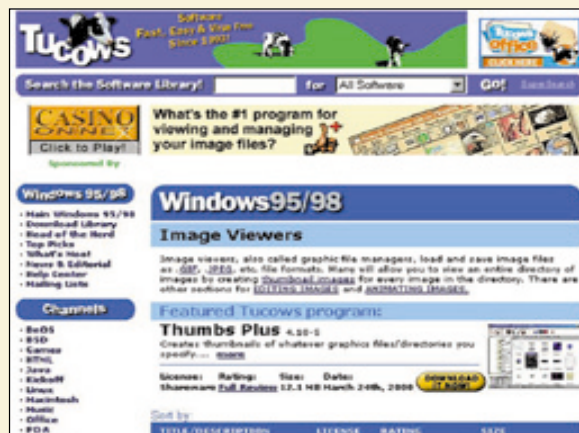 TUCOWS
Software
Fast, Easy & Virus Free
Since 1993!
TUCOWS
Office
CLICK HERE
Search the Software Library!
for
All Software
GO!
CASINO
ONNEX
Click to Play!
Sponsored By
What's the #1 program for
viewing and managing
your image files?
Windows 95/98
· Main Windows 95/98
· Download Library
· Head of the Herd
· Top Picks
· What's New!
· News & Editorial
· Help Center
· Mailing Lists
Channels
· BeOS
· BSD
· Games
· HTML
· Java
· Kickoff
· Linux
· Macintosh
· Music
· Office
· PDA
Windows95/98
Image Viewers
Image viewers, also called graphic file managers, load and save image files
as .GIF, .JPEG, etc. file formats. Many will allow you to view an entire directory of
images by creating thumbnail images for every image in the directory. There are
other sections for EDITING IMAGES and ANIMATING IMAGES.
Featured Tucows program:
Thumbs Plus 4.10-S
Creates thumbnails of whatever graphics files/directories you
specify.... more
License: Rating: Size: Date:
Shareware Full Review 12.1 MB March 24th, 2000
DOWNLOAD
IT NOW!
Sort by
TITLE/DESCRIPTION LICENSE RATING SIZE